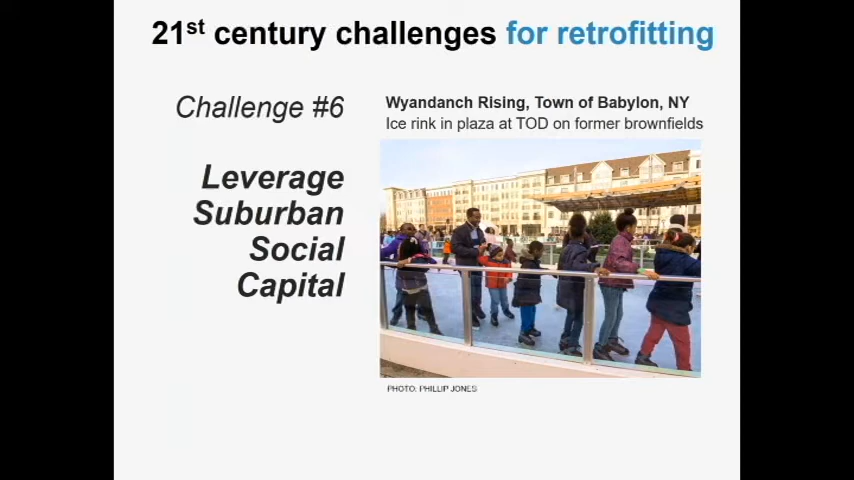 21st century challenges for retrofitting
Challenge #6
Leverage
Suburban
Social
Capital
Wyandanch Rising, Town of Babylon, NY
Ice rink in plaza at TOD on former brownfields
PHOTO: PHILLIP JONES